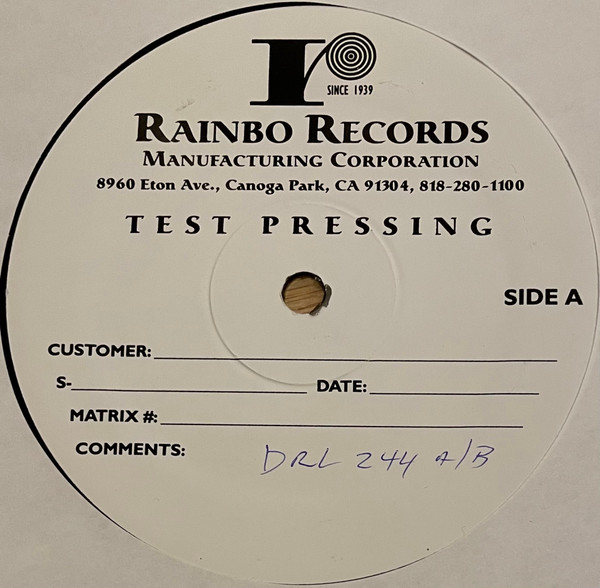 r
SINCE 1939
RAINBO RECORDS
MANUFACTURING CORPORATION
8960 Eton Ave., Canoga Park, CA 91304, 818-280-1100
TEST PRESSING
SIDE A
CUSTOMER:
S- DATE:
MATRIX #:
COMMENTS: DRL 244 A/B